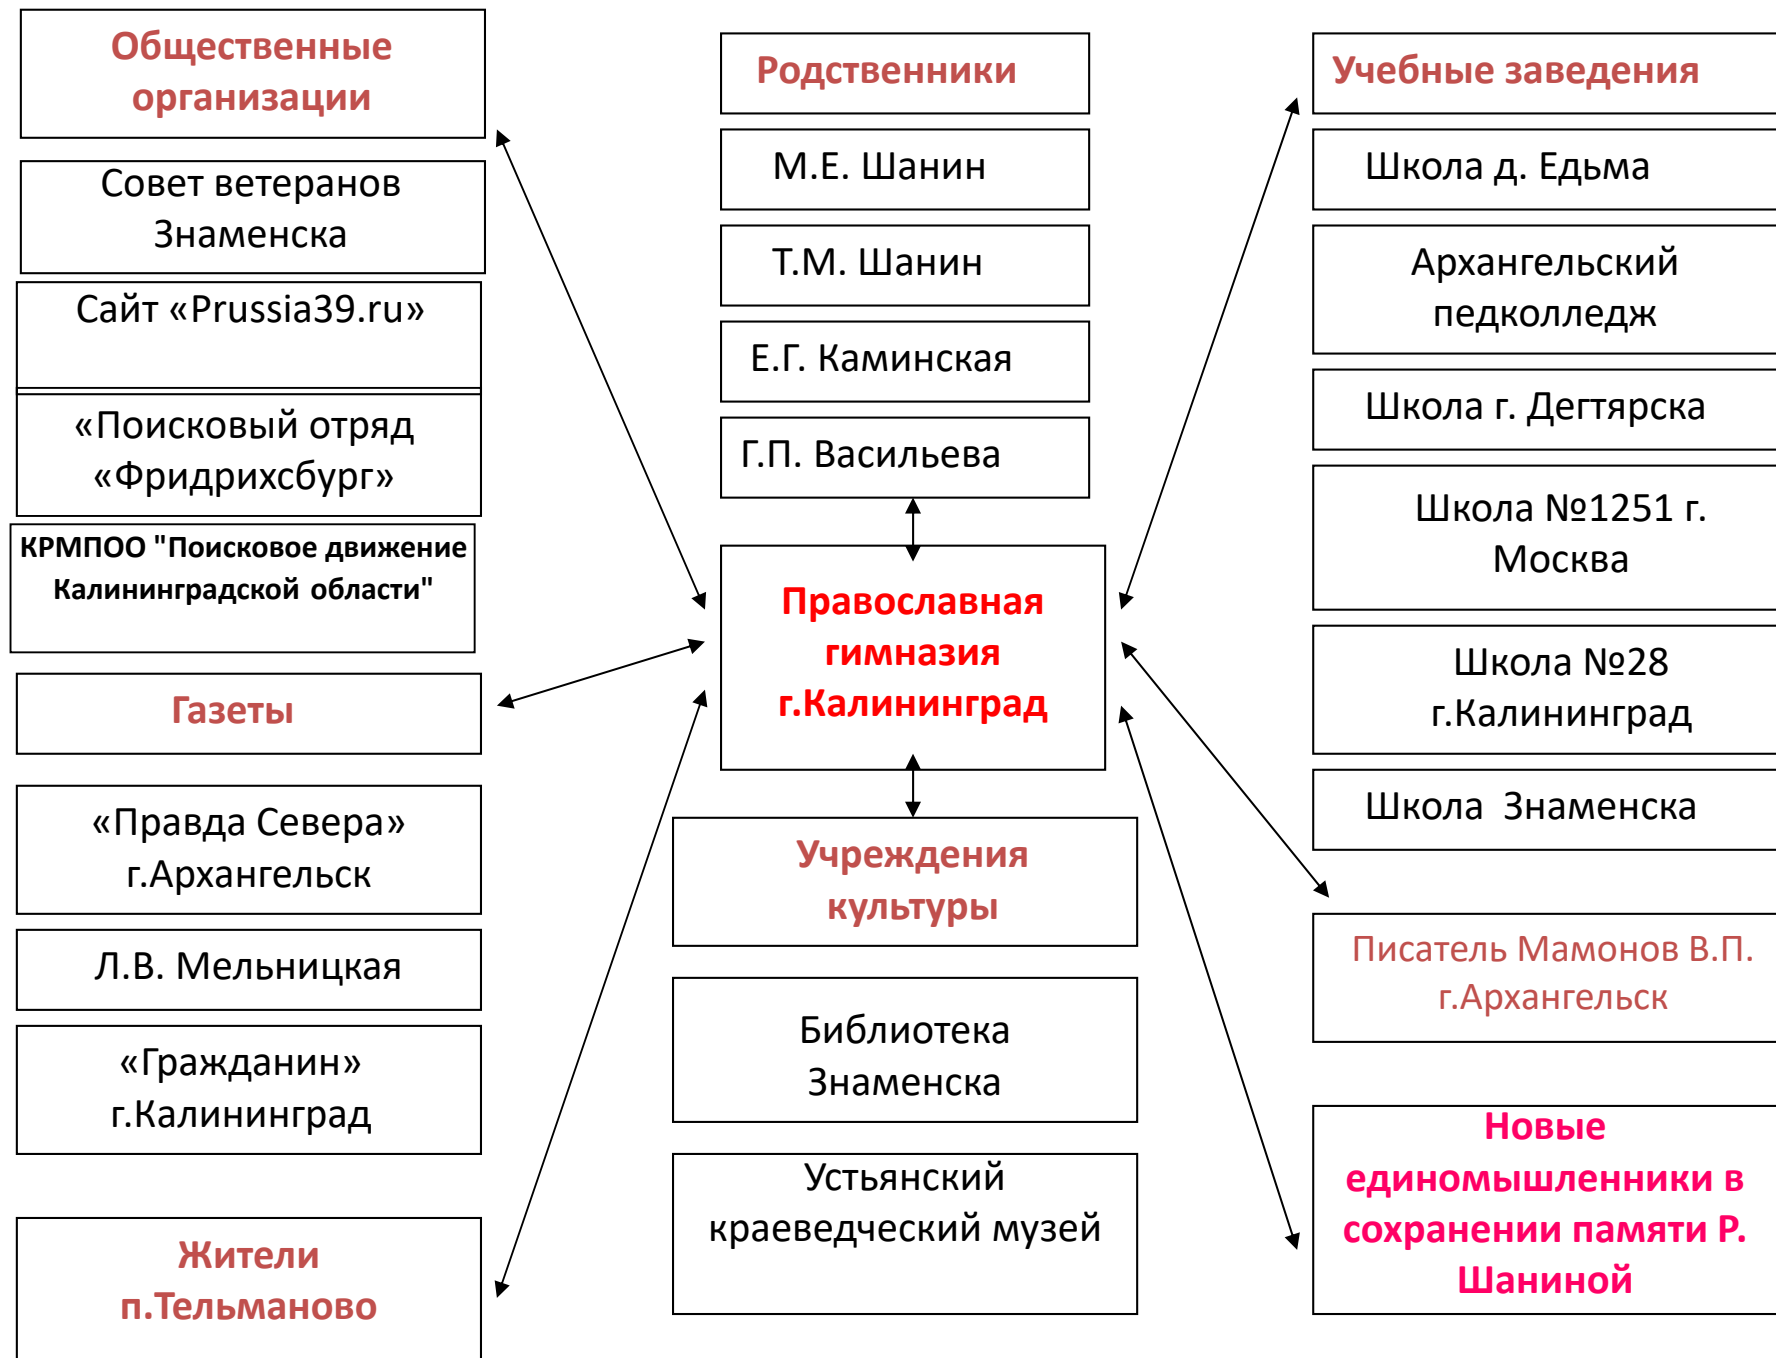 Общественные
организации
Совет ветеранов
Знаменска
Сайт «Prussia39.ru»
«Поисковый отряд
«Фридрихсбург»
КРМПОО "Поисковое движение
Калининградской области"
Газеты
«Правда Севера»
г.Архангельск
Л.В. Мельницкая
«Гражданин»
г.Калининград
Жители
п.Тельманово
Родственники
М.Е. Шанин
Т.М. Шанин
Е.Г. Каминская
Г.П. Васильева
Православная
гимназия
г.Калининград
Учреждения
культуры
Библиотека
Знаменска
Устьянский
краеведческий музей
Учебные заведения
Школа д. Едьма
Архангельский
педколледж
Школа г. Дегтярска
Школа №1251 г.
Москва
Школа №28
г.Калининград
Школа Знаменска
Писатель Мамонов В.П.
г.Архангельск
Новые
единомышленники в
сохранении памяти Р.
Шаниной